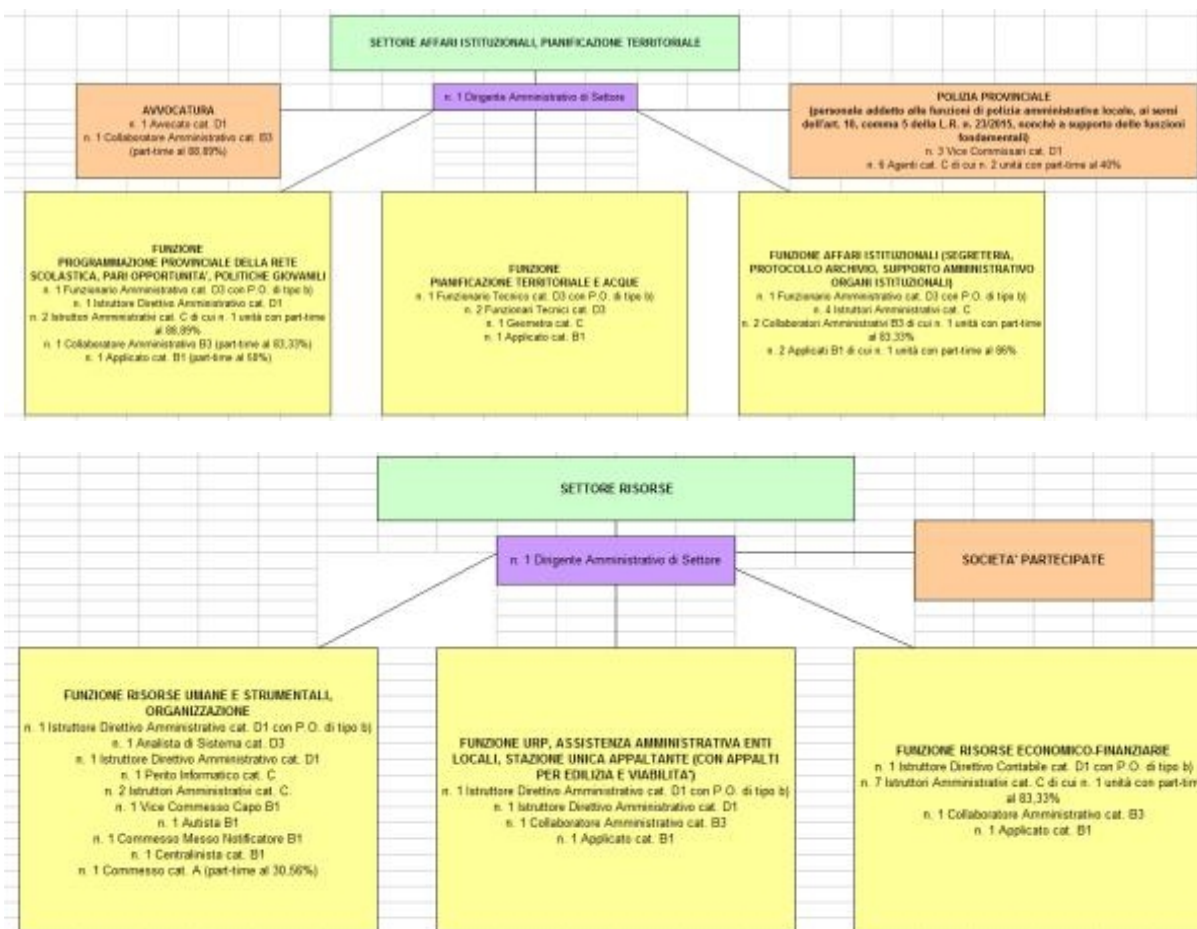 SETTORE AFFARI ISTITUZIONALI, PIANIFICAZIONE TERRITORIALE
n. 1 Dirigente Amministrativo di Settore
AVVOCATURA
n. 1 Avvocato cat. D1
n. 1 Collaboratore Amministrativo cat. B3
(part-time al 88,89%)
POLIZIA PROVINCIALE
(personale addetto alle funzioni di polizia amministrativa locale, ai sensi
dell'art. 10, comma 5 della L.R. n. 23/2015, nonché a supporto delle funzioni
fondamentali)
n. 3 Vice Commissari cat. D1
n. 6 Agenti cat. C di cui n. 2 unità con part-time al 40%
FUNZIONE
PROGRAMMAZIONE PROVINCIALE DELLA RETE
SCOLASTICA, PARI OPPORTUNITA', POLITICHE GIOVANILI
n. 1 Funzionario Amministrativo cat. D3 con P.O. di tipo b)
n. 1 Istruttore Direttivo Amministrativo cat. D1
n. 2 Istruttori Amministrativi cat. C di cui n. 1 unità con part-time
al 88,89%
n. 1 Collaboratore Amministrativo B3 (part-time al 83,33%)
n. 1 Applicato cat. B1 (part-time al 50%)
FUNZIONE
PIANIFICAZIONE TERRITORIALE E ACQUE
n. 1 Funzionario Tecnico cat. D3 con P.O. di tipo b)
n. 2 Funzionari Tecnici cat. D3
n. 1 Geometra cat. C
n. 1 Applicato cat. B1
FUNZIONE AFFARI ISTITUZIONALI (SEGRETERIA,
PROTOCOLLO ARCHIVIO, SUPPORTO AMMINISTRATIVO
ORGANI ISTITUZIONALI)
n. 1 Funzionario Amministrativo cat. D3 con P.O. di tipo b)
n. 4 Istruttori Amministrativi cat. C
n. 2 Collaboratori Amministrativi B3 di cui n. 1 unità con part-time
al 83,33%
n. 2 Applicati B1 di cui n. 1 unità con part-time al 86%
SETTORE RISORSE
n. 1 Dirigente Amministrativo di Settore
SOCIETA' PARTECIPATE
FUNZIONE RISORSE UMANE E STRUMENTALI,
ORGANIZZAZIONE
n. 1 Istruttore Direttivo Amministrativo cat. D1 con P.O. di tipo b)
n. 1 Analista di Sistema cat. D3
n. 1 Istruttore Direttivo Amministrativo cat. D1
n. 1 Perito Informatico cat. C
n. 2 Istruttori Amministrativi cat. C.
n. 1 Vice Commesso Capo B1
n. 1 Autista B1
n. 1 Commesso Messo Notificatore B1
n. 1 Centralinista cat. B1
n. 1 Commesso cat. A (part-time al 30,56%)
FUNZIONE URP, ASSISTENZA AMMINISTRATIVA ENTI
LOCALI, STAZIONE UNICA APPALTANTE (CON APPALTI
PER EDILIZIA E VIABILITA')
n. 1 Istruttore Direttivo Amministrativo cat. D1 con P.O. di tipo b)
n. 1 Istruttore Direttivo Amministrativo cat. D1
n. 1 Collaboratore Amministrativo cat. B3
n. 1 Applicato cat. B1
FUNZIONE RISORSE ECONOMICO-FINANZIARIE
n. 1 Istruttore Direttivo Contabile cat. D1 con P.O. di tipo b)
n. 7 Istruttori Amministrativi cat. C di cui n. 1 unità con part-time
al 83,33%
n. 1 Collaboratore Amministrativo cat. B3
n. 1 Applicato cat. B1